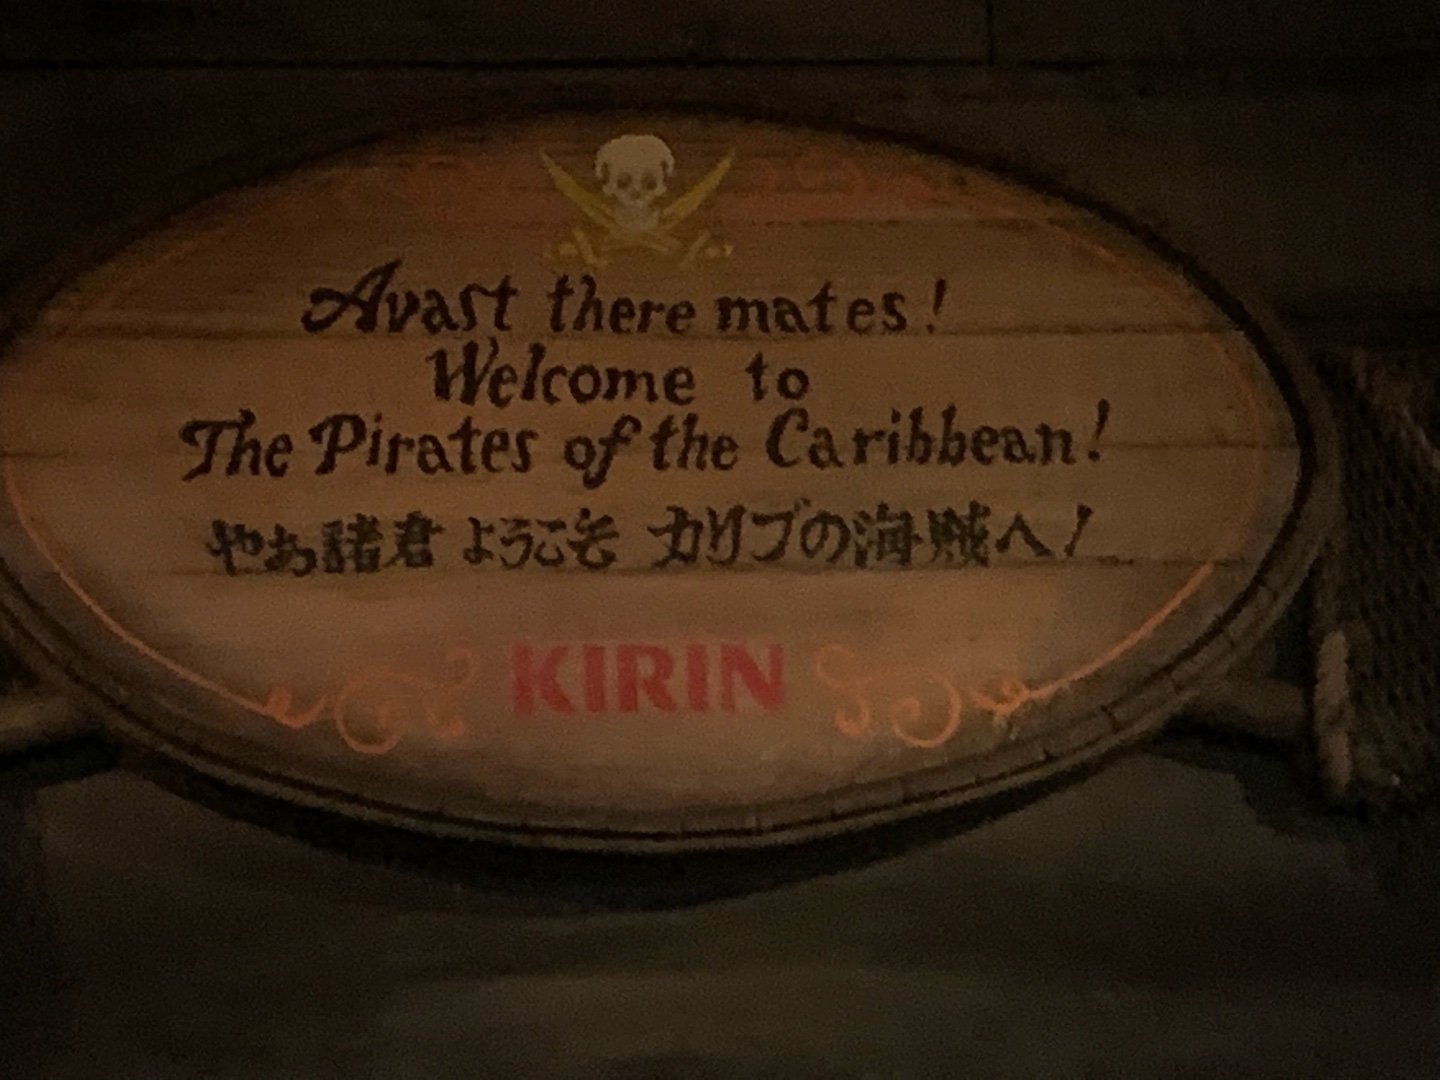 Avast there mates!
Welcome to
The Pirates of the Caribbean!
やあ諸君 ようこそ カリブの海賊へ!
KIRIN